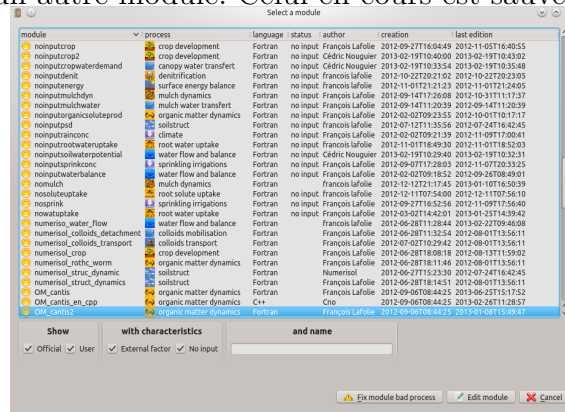 un autre module. Celui en cours est sauve
Select a module
module process language status author creation last edition
noinputcrop crop development Fortran no input François Lafolie 2012-09-27T16:04:49 2012-11-05T16:40:55
noinputcrop2 crop development Fortran no input Cédric Nouguier 2013-02-19T10:40:00 2013-02-19T10:43:02
noinputcropwaterdemand canopy water transfert Fortran no input Cédric Nouguier 2013-02-19T10:33:54 2013-02-19T10:35:48
noinputdenit denitrification Fortran no input francois lafolie 2012-10-22T20:21:02 2012-10-22T20:23:05
noinputenergy surface energy balance Fortran no input francois lafolie 2012-11-01T21:21:23 2012-11-01T21:24:05
noinputmulchdyn mulch dynamics Fortran no input François Lafolie 2012-09-14T17:26:08 2012-10-31T11:17:37
noinputmulchwater mulch water transfert Fortran no input François Lafolie 2012-09-14T11:20:39 2012-09-14T11:20:39
noinputorganicsoluteprod organic matter dynamics Fortran no input François Lafolie 2012-02-02T09:23:55 2012-10-01T10:17:17
noinputpsd soilstruct Fortran no input francois lafolie 2012-07-12T11:35:56 2012-07-24T16:42:45
noinputrainconc climate Fortran no input François Lafolie 2012-02-02T09:21:39 2012-11-09T17:00:41
noinputrootwateruptake root water uptake Fortran no input francois lafolie 2012-11-01T18:49:30 2012-11-01T18:52:03
noinputsoilwaterpotential water flow and balance Fortran no input Cédric Nouguier 2013-02-19T10:29:40 2013-02-19T10:32:31
noinputsprinkconc sprinkling irrigations Fortran no input François Lafolie 2012-09-07T17:28:03 2012-11-07T20:33:25
noinputwaterbalance water flow and balance Fortran no input François Lafolie 2012-02-02T09:18:52 2012-09-26T08:49:01
nomulch mulch dynamics Fortran francois lafolie 2012-12-12T21:17:45 2013-01-10T16:50:39
nosoluteuptake root solute uptake Fortran no input francois lafolie 2012-12-11T07:54:00 2012-12-11T07:56:10
nosprink sprinkling irrigations Fortran no input François Lafolie 2012-09-27T16:52:56 2012-11-09T17:56:40
nowatuptake root water uptake Fortran no input François Lafolie 2012-03-02T14:42:01 2013-01-25T14:39:42
numeriso_water_flow water flow and balance Fortran francois lafolie 2012-06-28T11:28:44 2013-02-22T09:46:08
numerisol_colloids_detachment colloids mobilisation Fortran François Lafolie 2012-06-28T11:32:54 2012-08-01T13:56:11
numerisol_colloids_transport colloids transport Fortran François Lafolie 2012-07-02T10:29:42 2012-08-01T13:56:11
numerisol_crop crop development Fortran François Lafolie 2012-06-28T18:08:18 2012-08-13T11:59:02
numerisol_rothc_worm organic matter dynamics Fortran François Lafolie 2012-06-28T18:11:46 2012-08-01T13:56:11
numerisol_struc_dynamic soilstruct Fortran Numerisol 2012-06-27T15:23:30 2012-07-24T16:42:45
numerisol_struct_dynamics soilstruct Fortran François Lafolie 2012-06-28T18:14:51 2012-08-01T13:56:11
OM_cantis organic matter dynamics Fortran François Lafolie 2012-09-06T08:44:25 2013-06-25T15:17:52
OM_cantis_en_cpp organic matter dynamics C++ Cno 2012-09-06T08:44:25 2013-02-26T11:28:57
OM_cantis2 organic matter dynamics Fortran François Lafolie 2012-09-06T08:44:25 2013-01-08T15:49:47
Show with characteristics and name
Official User External factor No input
Fix module bad process Edit module Cancel